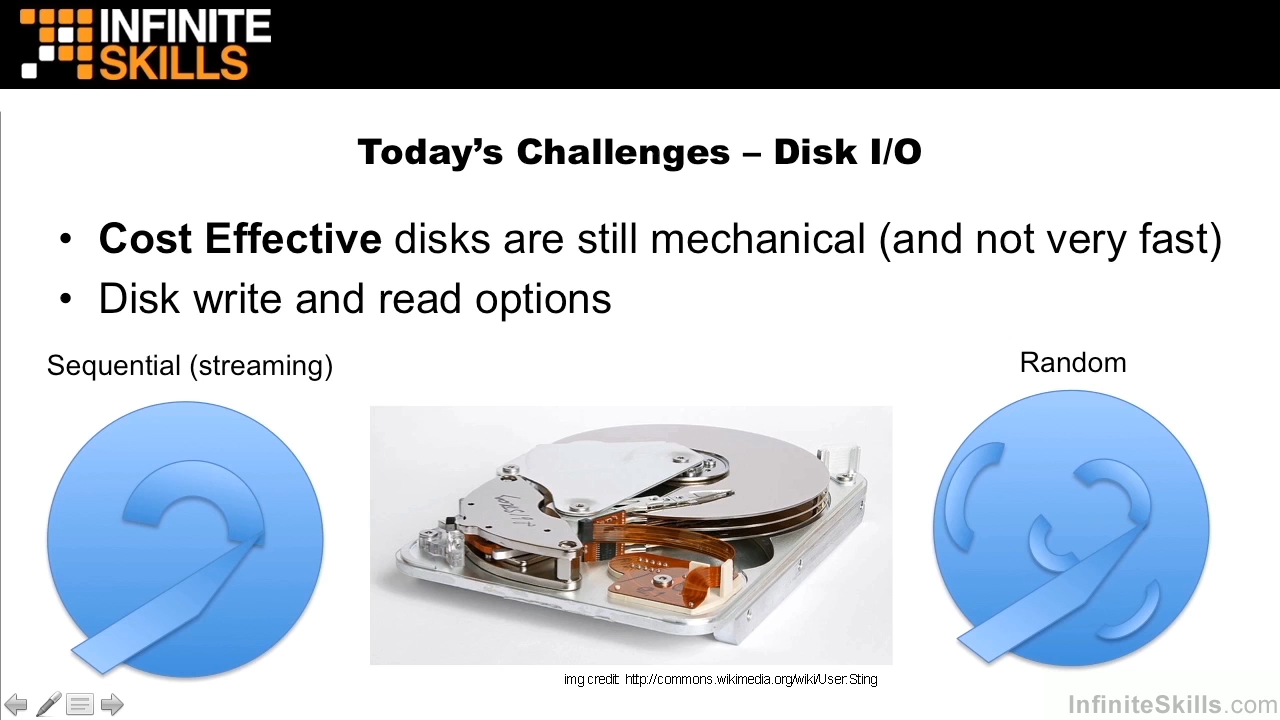 INFINITE
SKILLS
Today’s Challenges – Disk I/O
• Cost Effective disks are still mechanical (and not very fast)
• Disk write and read options
Sequential (streaming)
Random
img credit: http://commons.wikimedia.org/wiki/User:Sting
InfiniteSkills.com